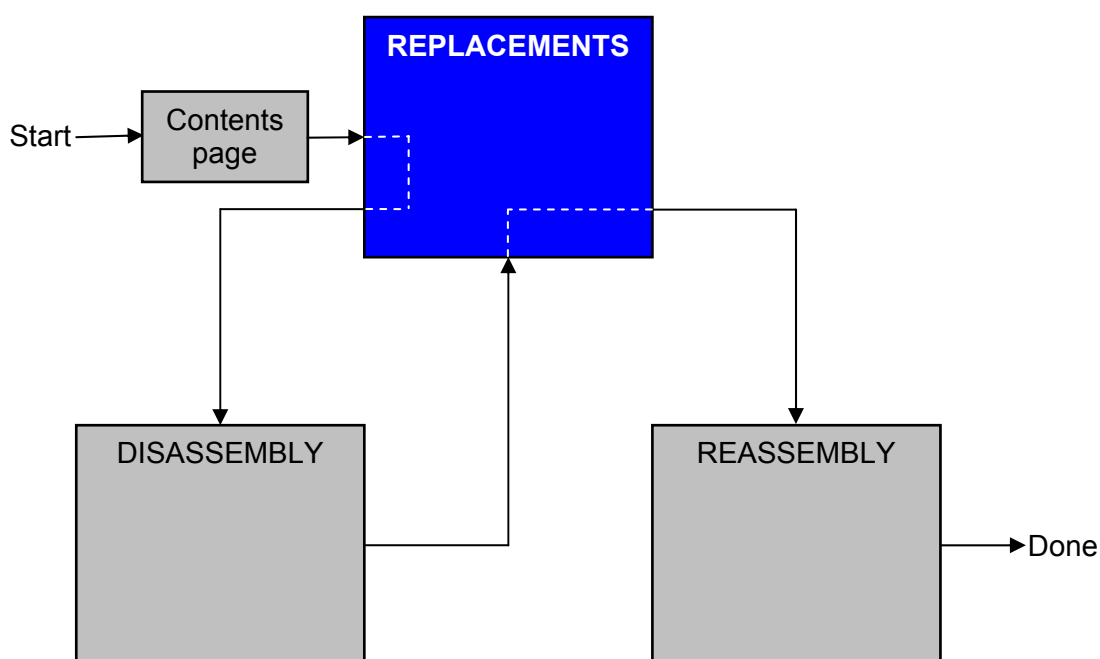 REPLACEMENTS
Start
Contents
page
DISASSEMBLY
REASSEMBLY
Done